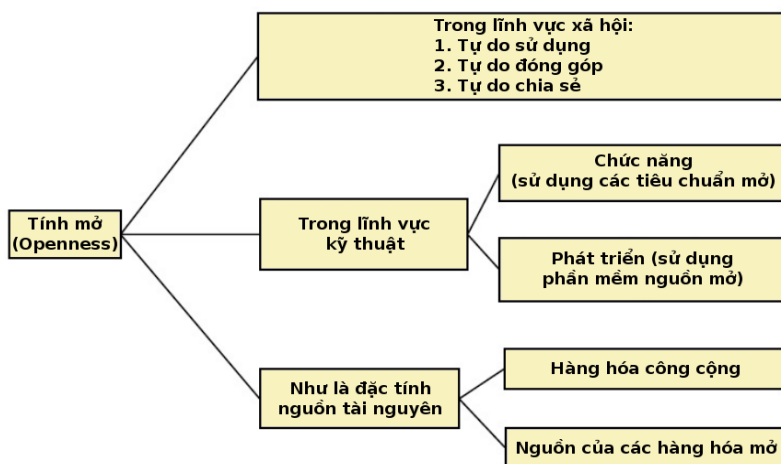 Trong lĩnh vực xã hội:
1. Tự do sử dụng
2. Tự do đóng góp
3. Tự do chia sẻ
Chức năng
(sử dụng các tiêu chuẩn mở)
Tính mở
(Openness)
Trong lĩnh vực
kỹ thuật
Phát triển (sử dụng
phần mềm nguồn mở)
Như là đặc tính
nguồn tài nguyên
Hàng hóa công cộng
Nguồn của các hàng hóa mở